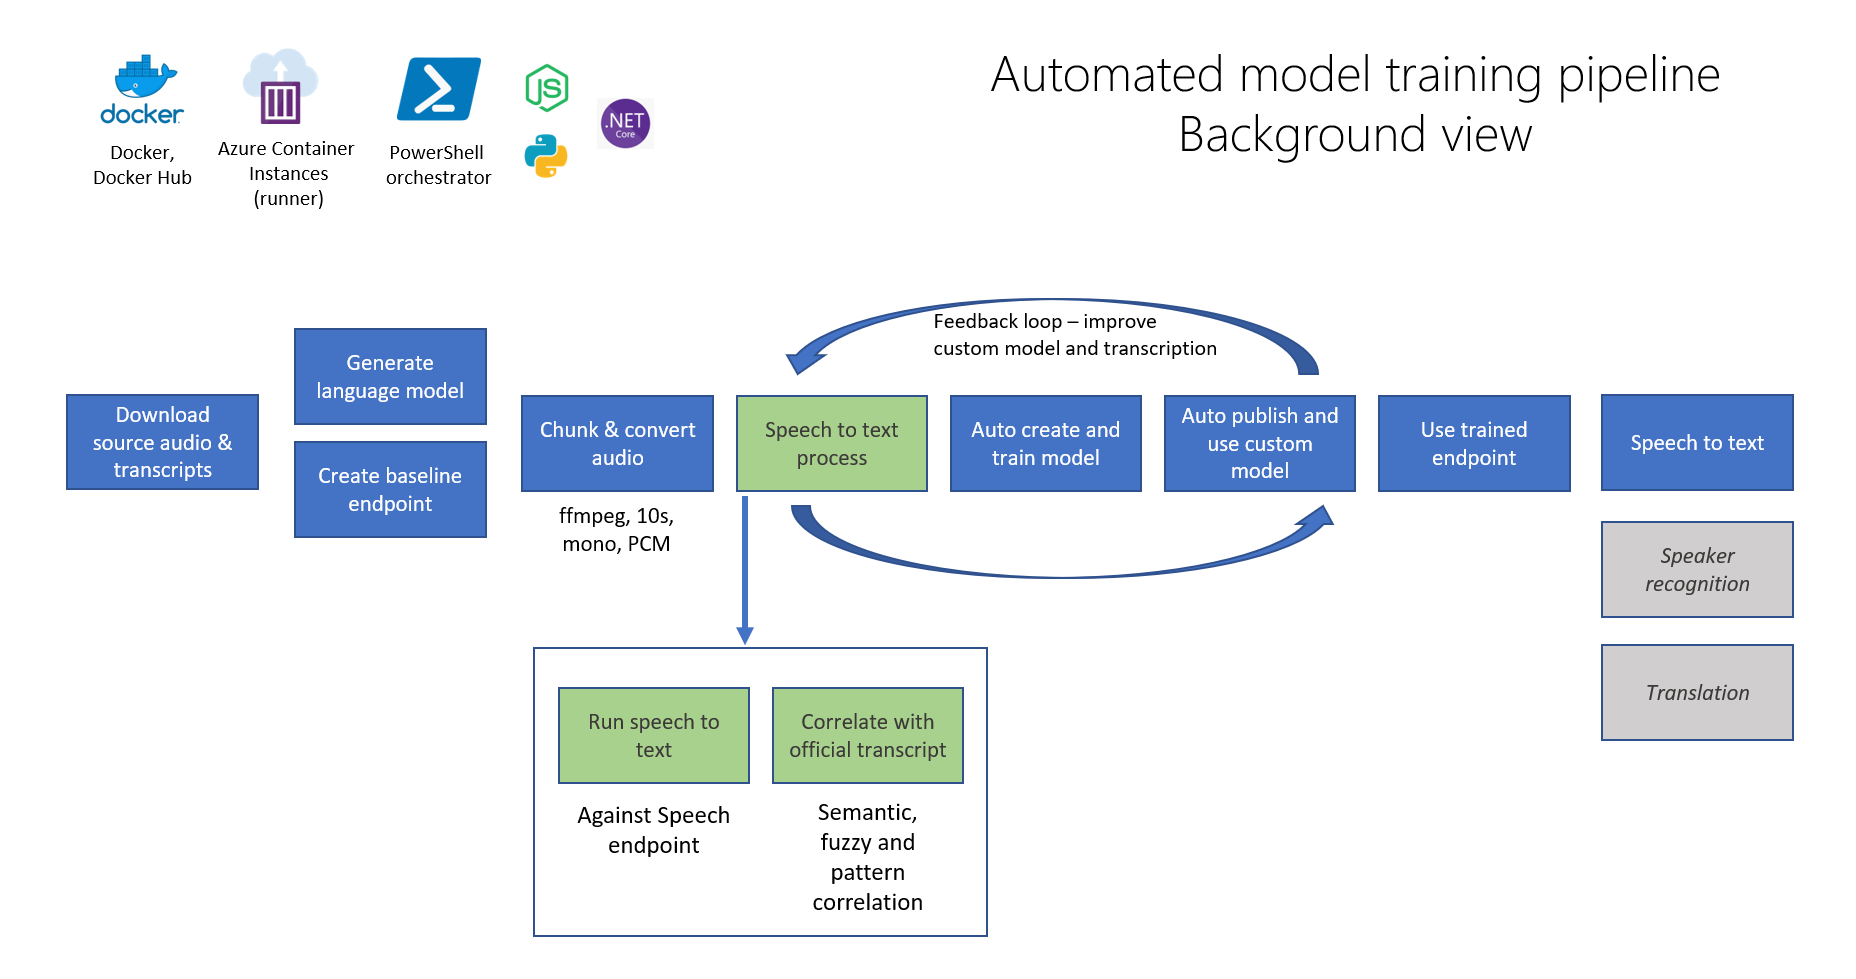 Automated model training pipeline
Background view
docker
Docker,
Docker Hub
Azure Container
Instances
(runner)
PowerShell
orchestrator
JS
.NET
Core
Feedback loop – improve
custom model and transcription
Download
source audio &
transcripts
Generate
language model
Create baseline
endpoint
Chunk & convert
audio
ffmpeg, 10s,
mono, PCM
Speech to text
process
Auto create and
train model
Auto publish and
use custom
model
Use trained
endpoint
Speech to text
Speaker
recognition
Translation
Run speech to
text
Against Speech
endpoint
Correlate with
official transcript
Semantic,
fuzzy and
pattern
correlation